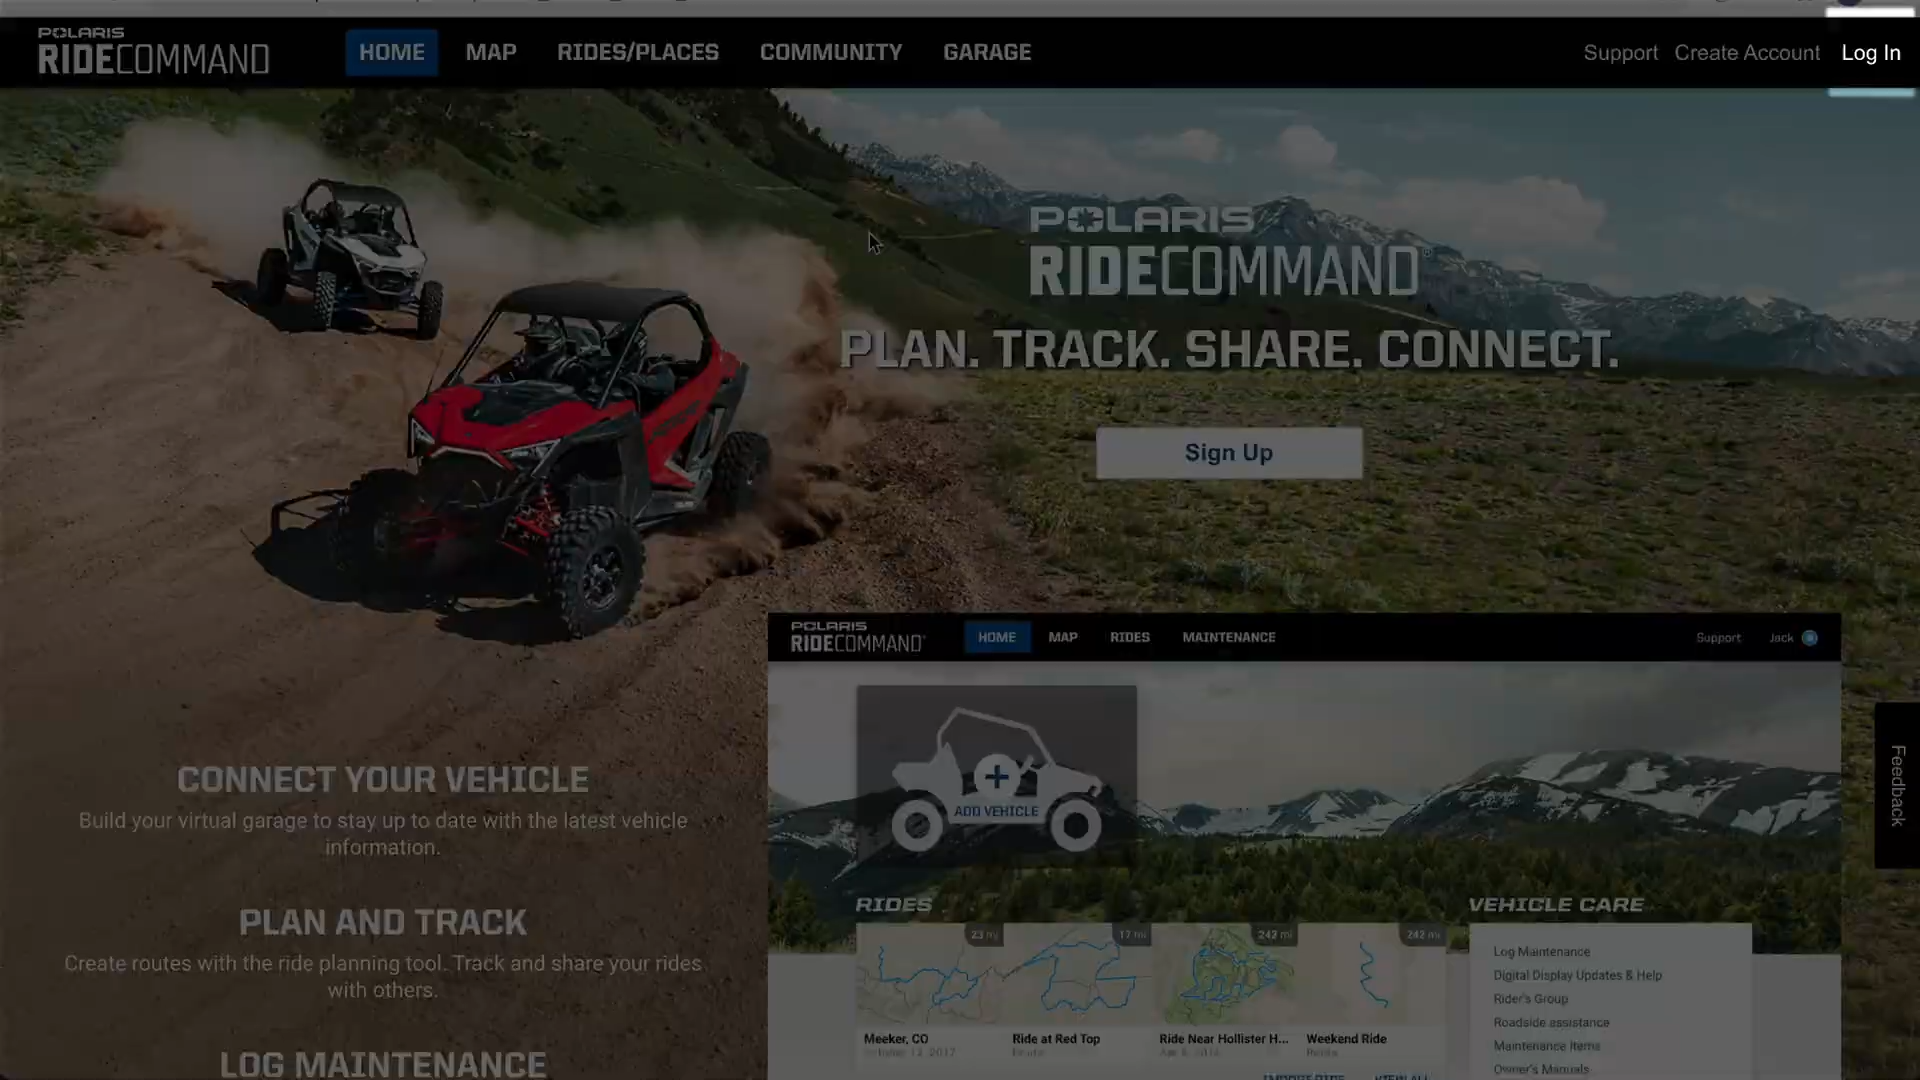 POLARIS
RIDECOMMAND
HOME MAP RIDES/PLACES COMMUNITY GARAGE
Support Create Account Log In
POLARIS
RIDECOMMAND®
PLAN. TRACK. SHARE. CONNECT.
Sign Up
POLARIS
RIDECOMMAND®
HOME MAP RIDES MAINTENANCE
Support Jack
ADD VEHICLE
CONNECT YOUR VEHICLE
Build your virtual garage to stay up to date with the latest vehicle
information.
PLAN AND TRACK
Create routes with the ride planning tool. Track and share your rides
with others.
LOG MAINTENANCE
RIDES
23 mi 17 mi 242 mi 242 mi
Meeker, CO Ride at Red Top Ride Near Hollister H... Weekend Ride
VEHICLE CARE
Log Maintenance
Digital Display Updates & Help
Rider's Group
Roadside assistance
Maintenance Items
Owner's Manuals
Feedback